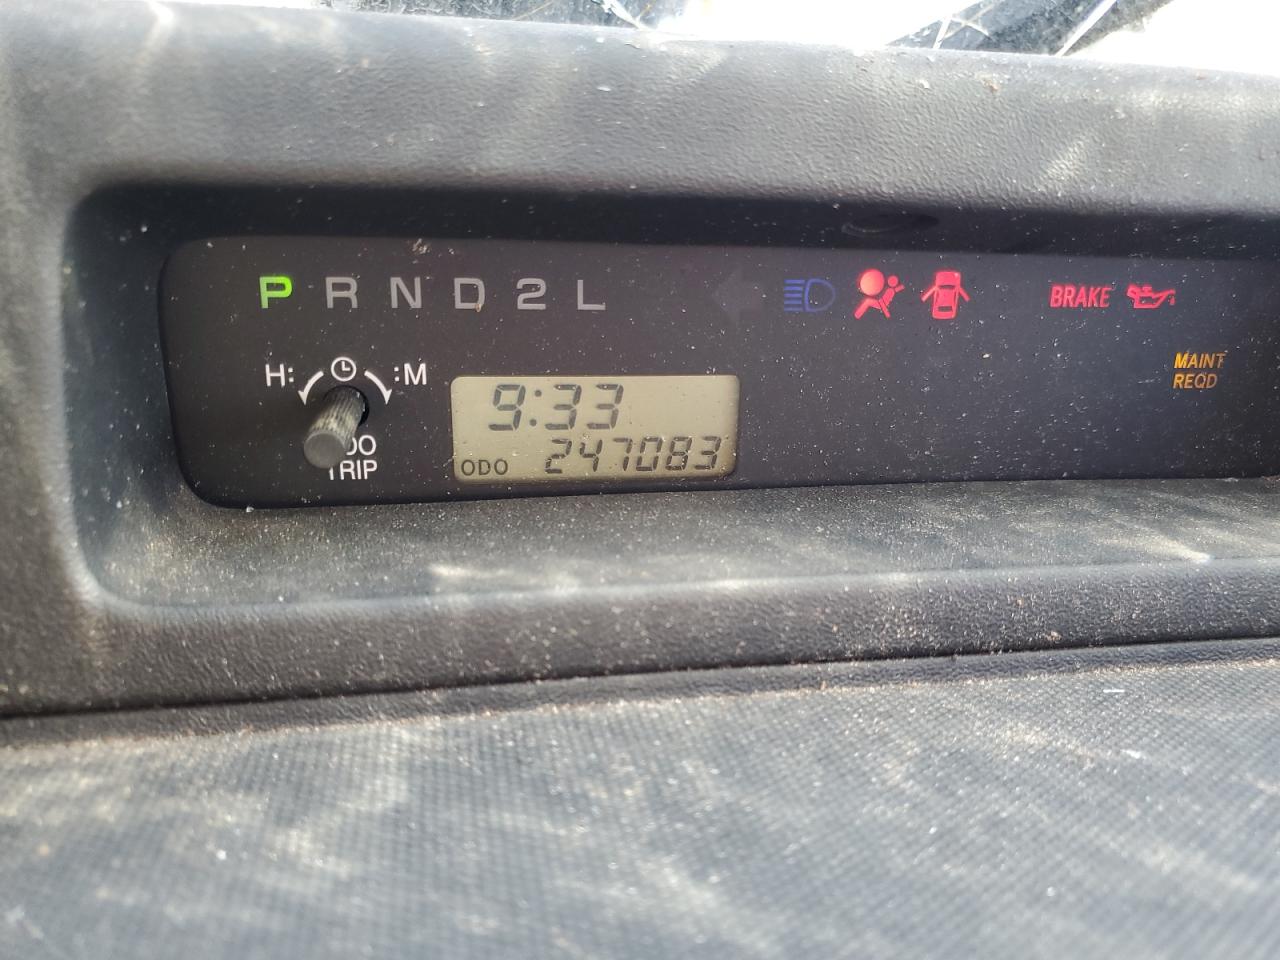 P R N D 2 L
BRAKE
MAINT
REQD
H: :M
TRIP
9:33
ODO 247083